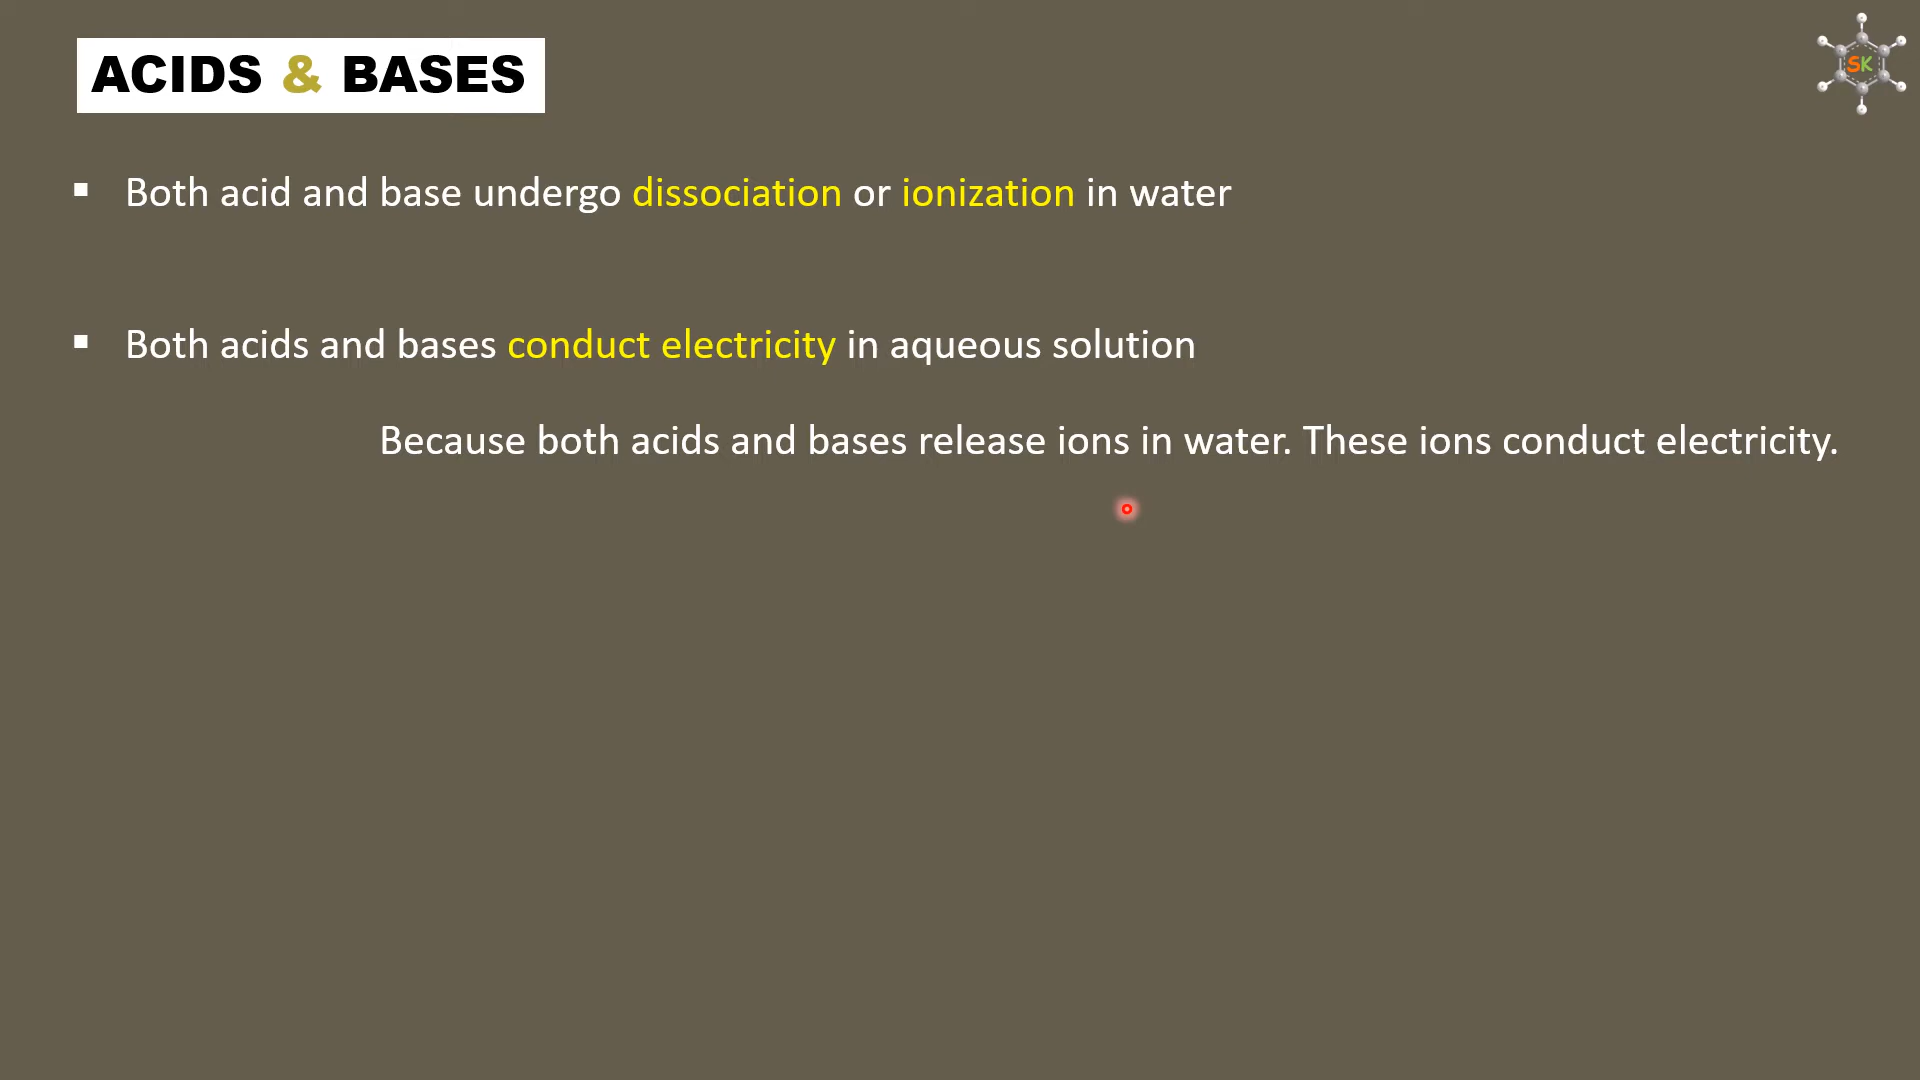 ACIDS & BASES
SK
▪ Both acid and base undergo dissociation or ionization in water
▪ Both acids and bases conduct electricity in aqueous solution
Because both acids and bases release ions in water. These ions conduct electricity.